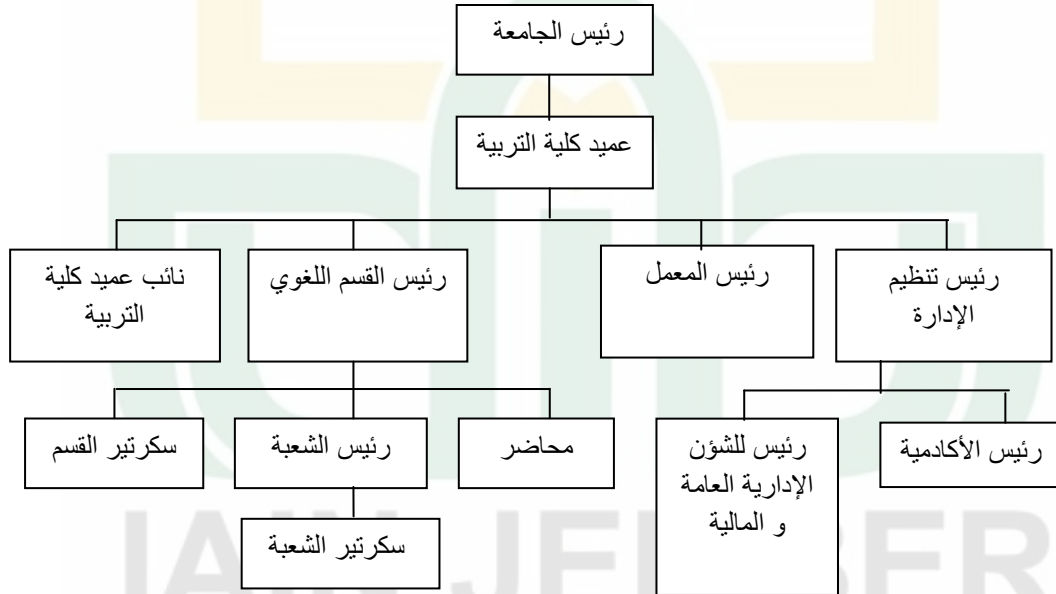 رئيس الجامعة
عميد كلية التربية
رئيس تنظيم
الإدارة
رئيس المعمل
رئيس القسم اللغوي
نائب عميد كلية
التربية
رئيس الأكادمية
رئيس للشؤن
الإدارية العامة
و المالية
محاضر
رئيس الشعبة
سكرتير القسم
سكرتير الشعبة
IAIN JEMBER